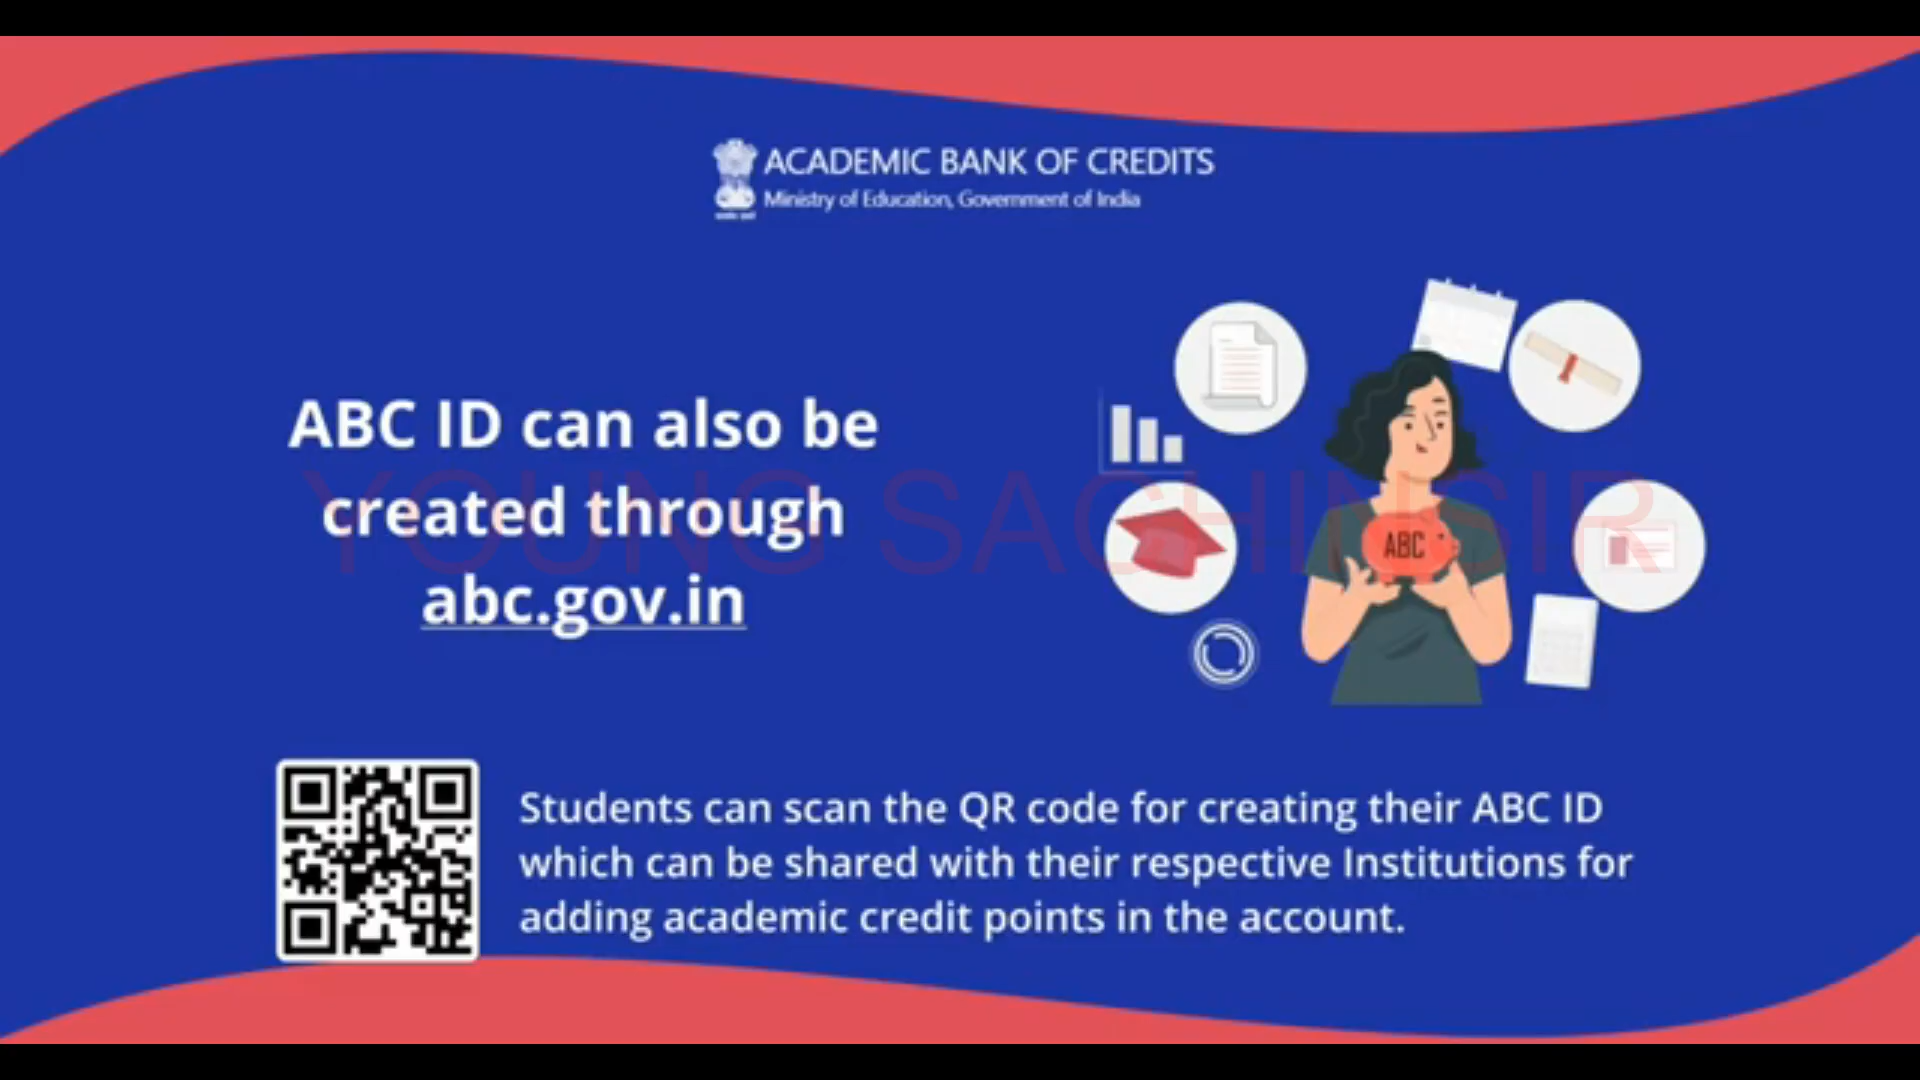 ACADEMIC BANK OF CREDITS
Ministry of Education, Government of India
ABC ID can also be
created through
abc.gov.in
YOUNG SACHINSIR
ABC
Students can scan the QR code for creating their ABC ID
which can be shared with their respective Institutions for
adding academic credit points in the account.